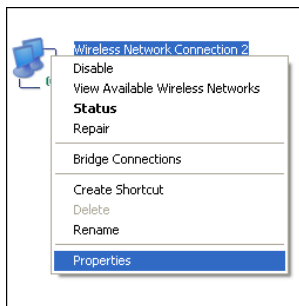 Wireless Network Connection 2
Disable
View Available Wireless Networks
Status
Repair
Bridge Connections
Create Shortcut
Delete
Rename
Properties